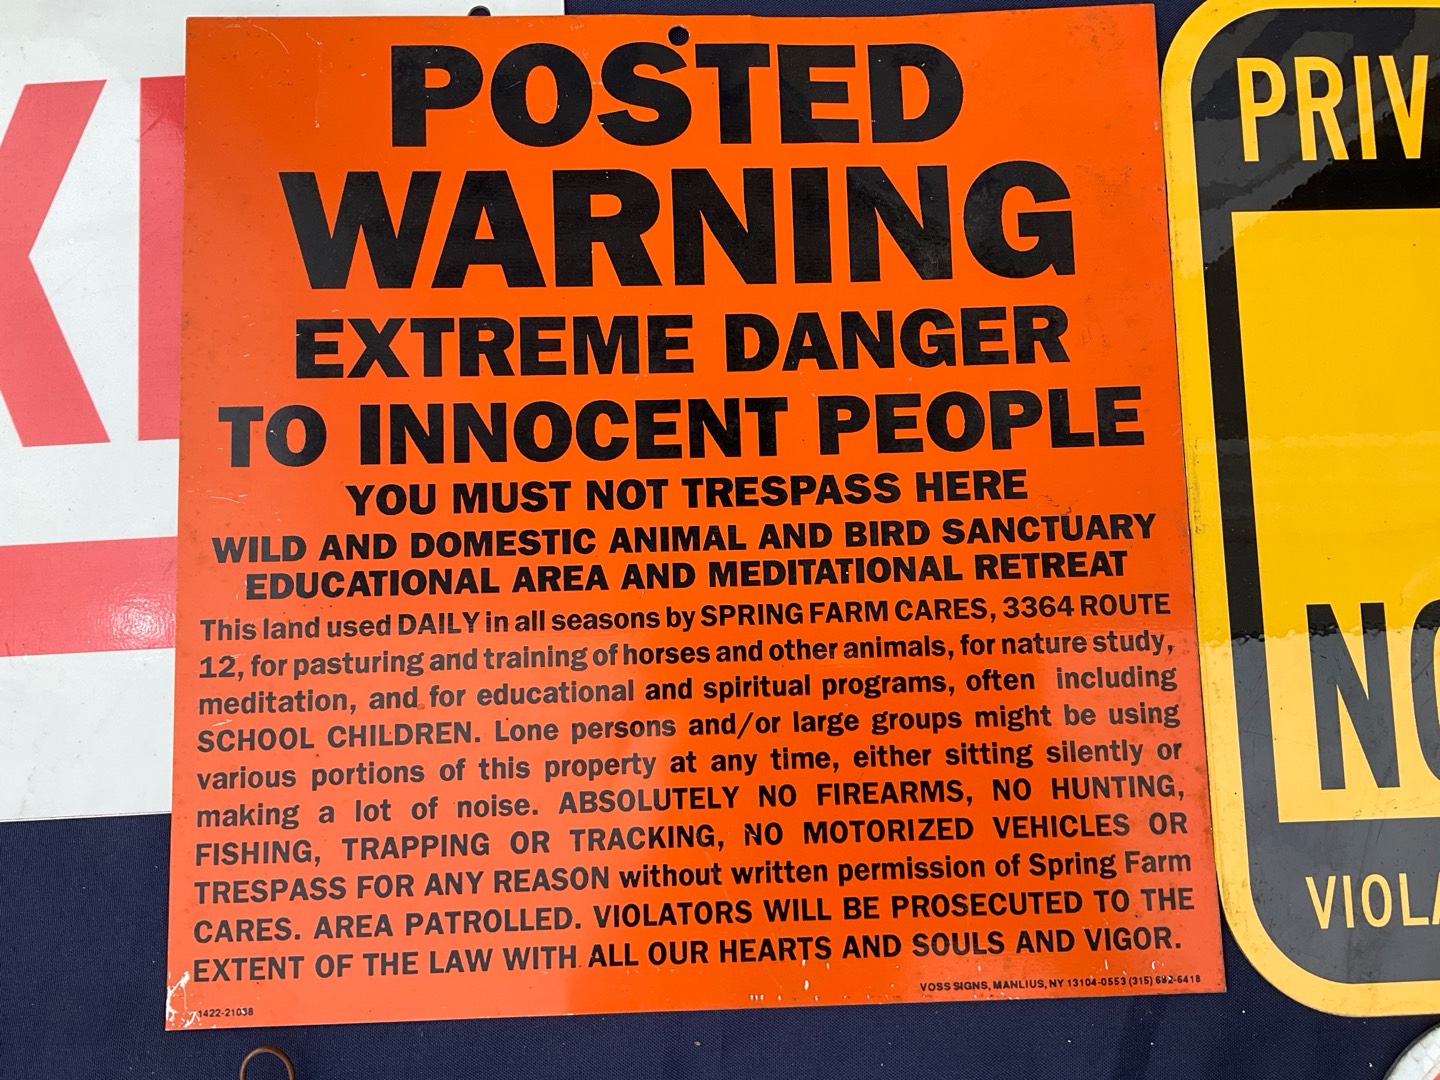 POSTED
WARNING
EXTREME DANGER
TO INNOCENT PEOPLE
YOU MUST NOT TRESPASS HERE
WILD AND DOMESTIC ANIMAL AND BIRD SANCTUARY
EDUCATIONAL AREA AND MEDITATIONAL RETREAT
This land used DAILY in all seasons by SPRING FARM CARES, 3364 ROUTE
12, for pasturing and training of horses and other animals, for nature study,
meditation, and for educational and spiritual programs, often including
SCHOOL CHILDREN. Lone persons and/or large groups might be using
various portions of this property at any time, either sitting silently or
making a lot of noise. ABSOLUTELY NO FIREARMS, NO HUNTING,
FISHING, TRAPPING OR TRACKING, NO MOTORIZED VEHICLES OR
TRESPASS FOR ANY REASON without written permission of Spring Farm
CARES. AREA PATROLLED. VIOLATORS WILL BE PROSECUTED TO THE
EXTENT OF THE LAW WITH ALL OUR HEARTS AND SOULS AND VIGOR.
VOSS SIGNS, MANLIUS, NY 13104-0553 (315) 682-6418
1422-21038
PRIV
NO
VIOLA